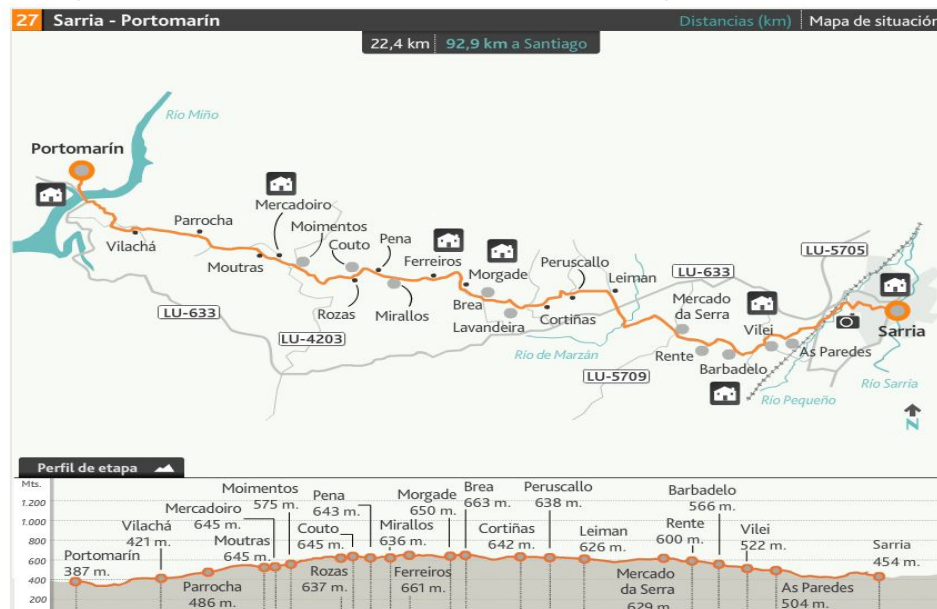 27 Sarria - Portomarín
Distancias (km) Mapa de situación
22,4 km 92,9 km a Santiago
Río Miño
Portomarín
Mercadoiro
Parrocha
Moimentos
Couto
Pena
Vilachá
Moutras
Ferreiros
Morgade
Peruscallo
Leiman
LU-633
LU-5705
Brea
Mercado
da Serra
Vilei
Sarria
LU-633
Rozas
Mirallos
Lavandeira
Cortiñas
LU-4203
Río de Marzán
Rente
As Paredes
Barbadelo
LU-5709
Río Pequeño
Río Sarria
N
Perfil de etapa
Mts.
1.200
1.000
800
600
400
200
Portomarín
387 m.
Vilachá
421 m.
Parrocha
486 m.
Moutras
645 m.
Mercadoiro
645 m.
Moimentos
575 m.
Rozas
637 m.
Couto
645 m.
Pena
643 m.
Mirallos
636 m.
Ferreiros
661 m.
Morgade
650 m.
Brea
663 m.
Cortiñas
642 m.
Peruscallo
638 m.
Leiman
626 m.
Mercado
da Serra
629 m.
Rente
600 m.
Barbadelo
566 m.
Vilei
522 m.
As Paredes
504 m.
Sarria
454 m.